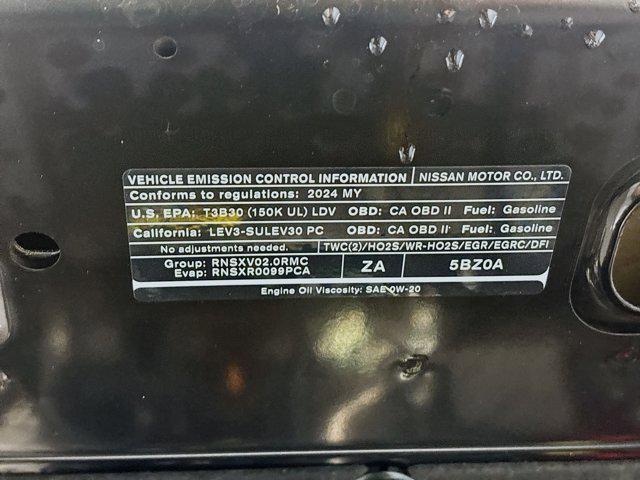 VEHICLE EMISSION CONTROL INFORMATION NISSAN MOTOR CO., LTD.
Conforms to regulations: 2024 MY
U.S. EPA: T3B30 (150K UL) LDV OBD: CA OBD II Fuel: Gasoline
California: LEV3-SULEV30 PC OBD: CA OBD II Fuel: Gasoline
No adjustments needed. TWC(2)/HO2S/WR-HO2S/EGR/EGRC/DFI
Group: RNSXV02.0RMC
Evap: RNSXR0099PCA
ZA
5BZ0A
Engine Oil Viscosity: SAE 0W-20